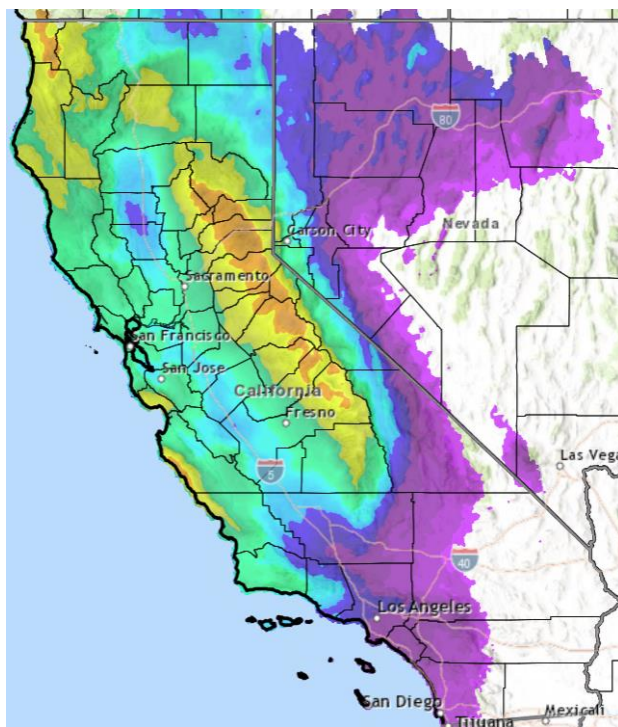 80
Nevada
Carson City
Sacramento
San Francisco
San Jose
California
Fresno
5
Las Vega
40
Los Angeles
San Diego
Tijuana
Mexicali